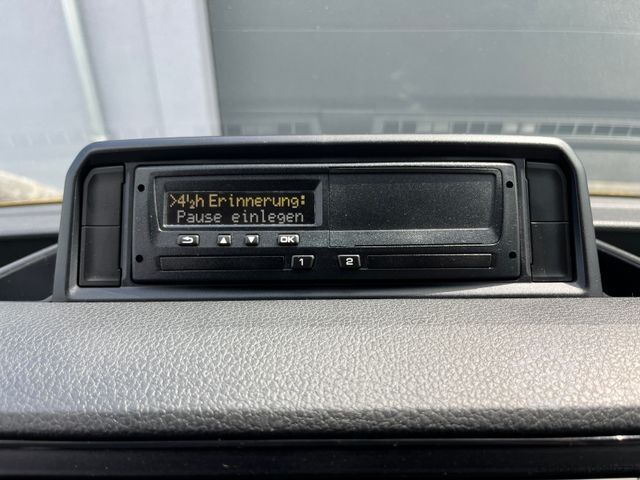 >4½h Erinnerung:
Pause einlegen
OK
1 2